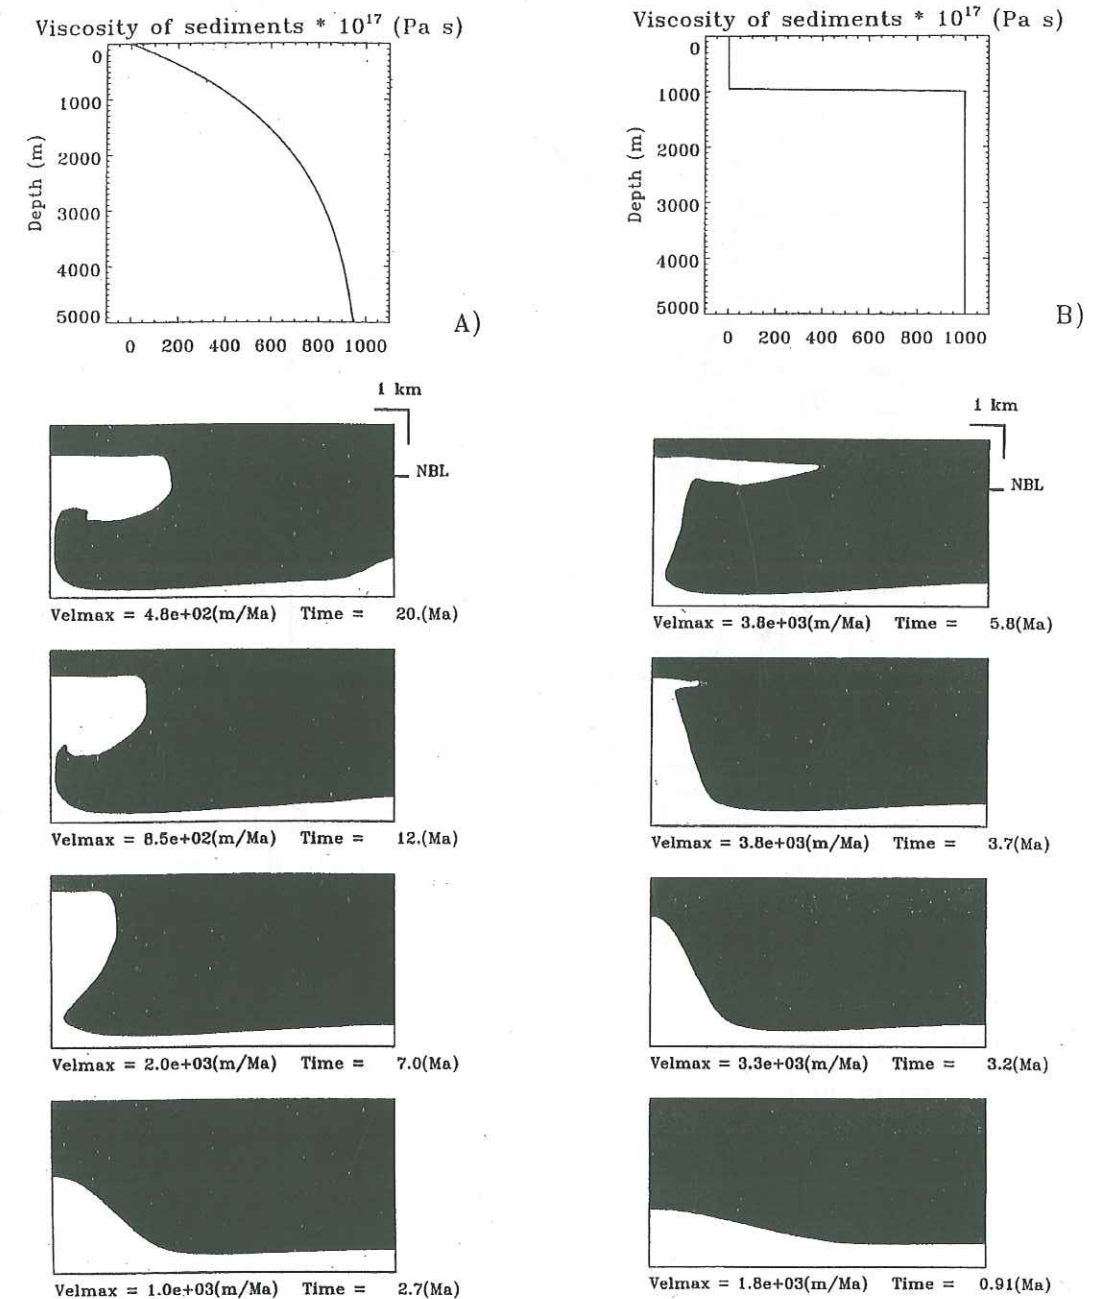 Viscosity of sediments * 10^17 (Pa s)
0
1000
2000
3000
4000
5000
Depth (m)
0 200 400 600 800 1000
A)
1 km
NBL
Velmax = 4.8e+02(m/Ma) Time = 20.(Ma)
Velmax = 8.5e+02(m/Ma) Time = 12.(Ma)
Velmax = 2.0e+03(m/Ma) Time = 7.0(Ma)
Velmax = 1.0e+03(m/Ma) Time = 2.7(Ma)
Viscosity of sediments * 10^17 (Pa s)
0
1000
2000
3000
4000
5000
Depth (m)
0 200 400 600 800 1000
B)
1 km
NBL
Velmax = 3.8e+03(m/Ma) Time = 5.8(Ma)
Velmax = 3.8e+03(m/Ma) Time = 3.7(Ma)
Velmax = 3.3e+03(m/Ma) Time = 3.2(Ma)
Velmax = 1.8e+03(m/Ma) Time = 0.91(Ma)